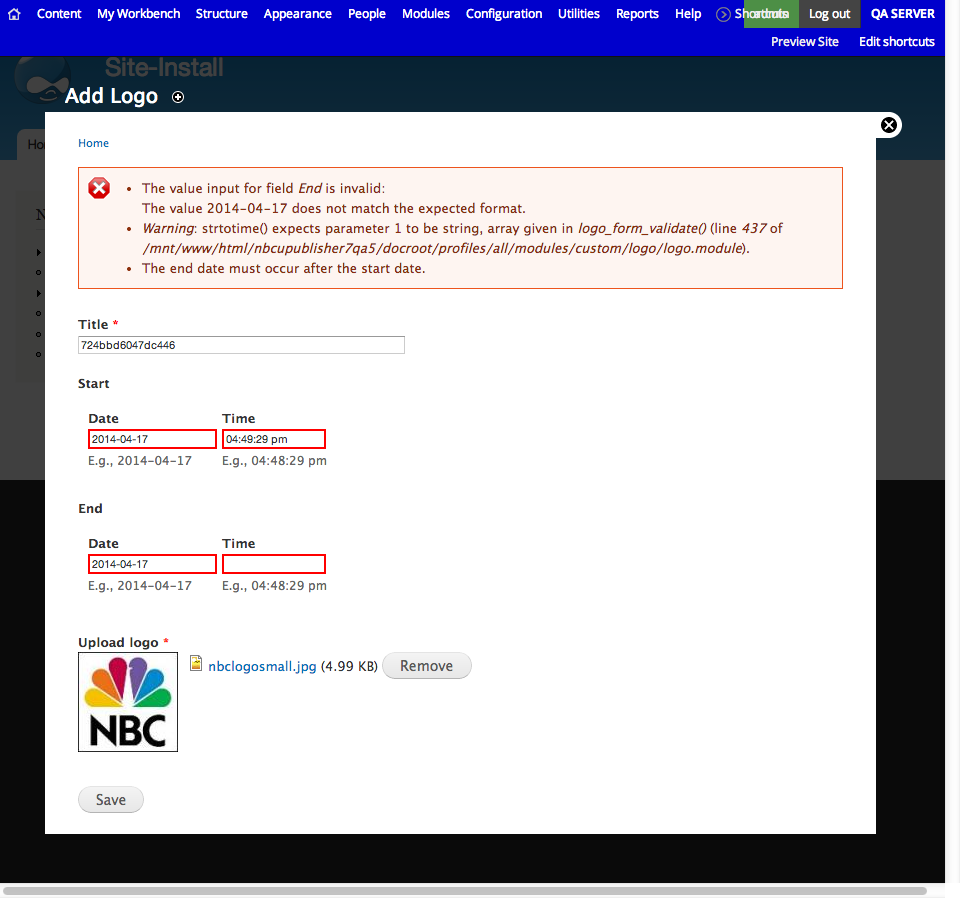 Content My Workbench Structure Appearance People Modules Configuration Utilities Reports Help Shortcuts Log out QA SERVER
Preview Site Edit shortcuts
Site-Install
Add Logo
Ho
Home
N
The value input for field End is invalid:
The value 2014-04-17 does not match the expected format.
Warning: strtotime() expects parameter 1 to be string, array given in logo_form_validate() (line 437 of
/mnt/www/html/nbcupublisher7qa5/docroot/profiles/all/modules/custom/logo/logo.module).
The end date must occur after the start date.
Title *
724bbd6047dc446
Start
Date Time
2014-04-17 04:49:29 pm
E.g., 2014-04-17 E.g., 04:48:29 pm
End
Date Time
2014-04-17
E.g., 2014-04-17 E.g., 04:48:29 pm
Upload logo *
nbclogosmall.jpg (4.99 KB) Remove
NBC
Save